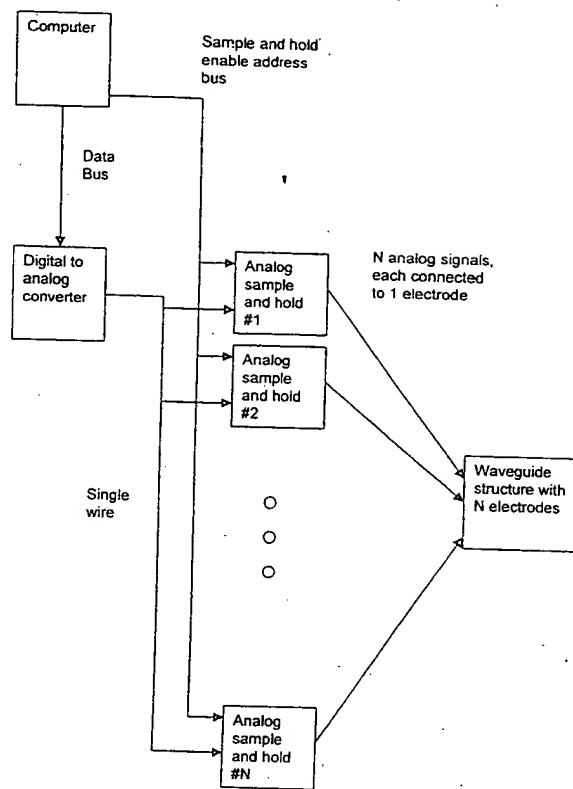 Computer
Sample and hold
enable address
bus
Data
Bus
Digital to
analog
converter
Analog
sample
and hold
#1
N analog signals,
each connected
to 1 electrode
Analog
sample
and hold
#2
Waveguide
structure with
N electrodes
Single
wire
Analog
sample
and hold
#N